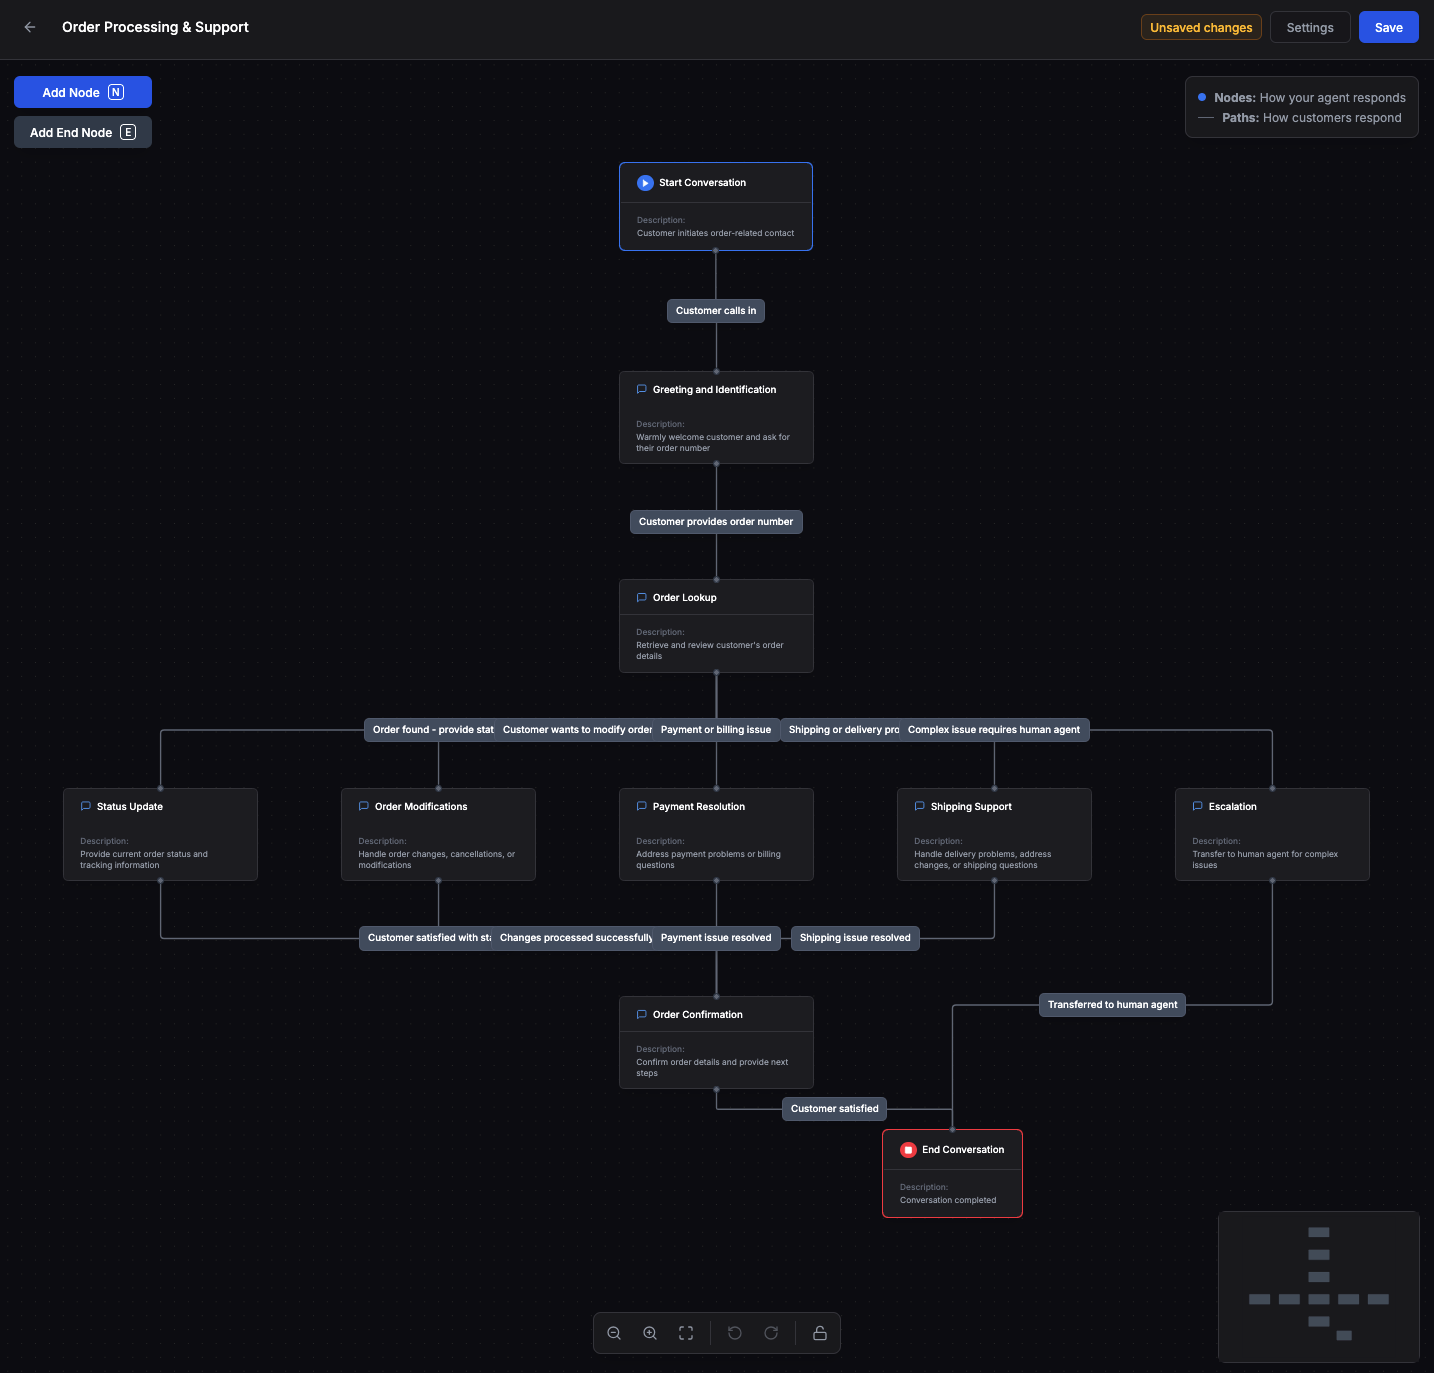 Order Processing & Support
Unsaved changes
Settings
Save
Add Node N
Add End Node E
Nodes: How your agent responds
Paths: How customers respond
Start Conversation
Description:
Customer initiates order-related contact
Customer calls in
Greeting and Identification
Description:
Warmly welcome customer and ask for
their order number
Customer provides order number
Order Lookup
Description:
Retrieve and review customer's order
details
Order found - provide stat
Customer wants to modify order
Payment or billing issue
Shipping or delivery pro
Complex issue requires human agent
Status Update
Description:
Provide current order status and
tracking information
Order Modifications
Description:
Handle order changes, cancellations, or
modifications
Payment Resolution
Description:
Address payment problems or billing
questions
Shipping Support
Description:
Handle delivery problems, address
changes, or shipping questions
Escalation
Description:
Transfer to human agent for complex
issues
Customer satisfied with sta
Changes processed successfully
Payment issue resolved
Shipping issue resolved
Transferred to human agent
Order Confirmation
Description:
Confirm order details and provide next
steps
Customer satisfied
End Conversation
Description:
Conversation completed